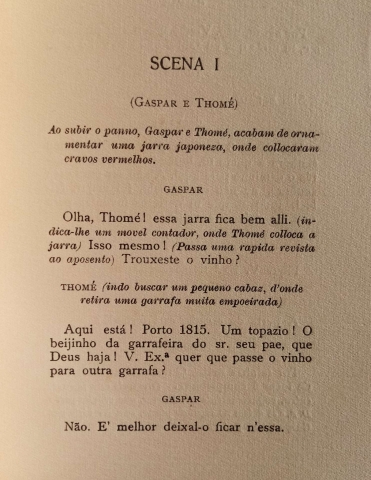 SCENA I
(GASPAR E THOMÉ)
Ao subir o panno, Gaspar e Thomé, acabam de orna-
mentar uma jarra japoneza, onde collocaram
cravos vermelhos.
GASPAR
Olha, Thomé! essa jarra fica bem alli. (in-
dica-lhe um movel contador, onde Thomé colloca a
jarra) Isso mesmo! (Passa uma rapida revista
ao aposento) Trouxeste o vinho?
THOMÉ (indo buscar um pequeno cabaz, d'onde
retira uma garrafa muita empoeirada)
Aqui está! Porto 1815. Um topazio! O
beijinho da garrafeira do sr. seu pae, que
Deus haja! V. Ex.ª quer que passe o vinho
para outra garrafa?
GASPAR
Não. E' melhor deixal-o ficar n'essa.